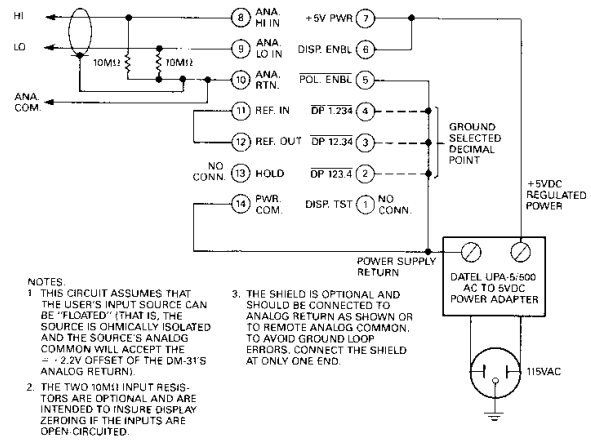 HI
LO
ANA.
COM.
10MΩ
10MΩ
8 ANA.
HI IN
9 ANA.
LO IN
10 ANA.
RTN.
11 REF. IN
12 REF. OUT
NO
CONN.
13 HOLD
14 PWR.
COM.
+5V PWR 7
DISP. ENBL 6
POL. ENBL 5
DP 1.234 4
DP 12.34 3
DP 123.4 2
DISP. TST 1 NO
CONN.
GROUND
SELECTED
DECIMAL
POINT
+5VDC
REGULATED
POWER
POWER SUPPLY
RETURN
DATEL UPA-5/500
AC TO 5VDC
POWER ADAPTER
115VAC
NOTES.
1 THIS CIRCUIT ASSUMES THAT
THE USER'S INPUT SOURCE CAN
BE "FLOATED" (THAT IS, THE
SOURCE IS OHMICALLY ISOLATED
AND THE SOURCE'S ANALOG
COMMON WILL ACCEPT THE
2.2V OFFSET OF THE DM-31'S
ANALOG RETURN).
2. THE TWO 10MΩ INPUT RESIS-
TORS ARE OPTIONAL AND ARE
INTENDED TO INSURE DISPLAY
ZEROING IF THE INPUTS ARE
OPEN-CIRCUITED.
3. THE SHIELD IS OPTIONAL AND
SHOULD BE CONNECTED TO
ANALOG RETURN AS SHOWN OR
TO REMOTE ANALOG COMMON.
TO AVOID GROUND LOOP
ERRORS, CONNECT THE SHIELD
AT ONLY ONE END.